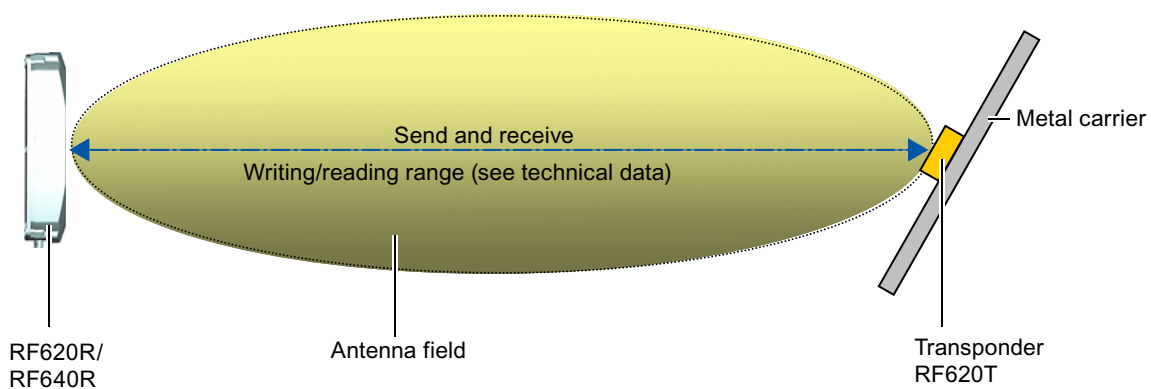 Send and receive
Writing/reading range (see technical data)
Metal carrier
RF620R/
RF640R
Antenna field
Transponder
RF620T